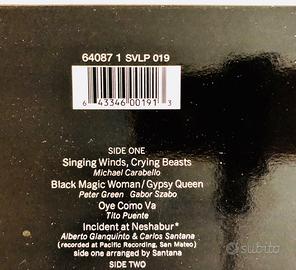 64087 1 SVLP 019
6 43346 00191 3
SIDE ONE
Singing Winds, Crying Beasts
Michael Carabello
Black Magic Woman/Gypsy Queen
Peter Green Gabor Szabo
Oye Como Va
Tito Puente
Incident at Neshabur*
Alberto Gianquinto & Carlos Santana
(recorded at Pacific Recording, San Mateo)
side one arranged by Santana
SIDE TWO
subito